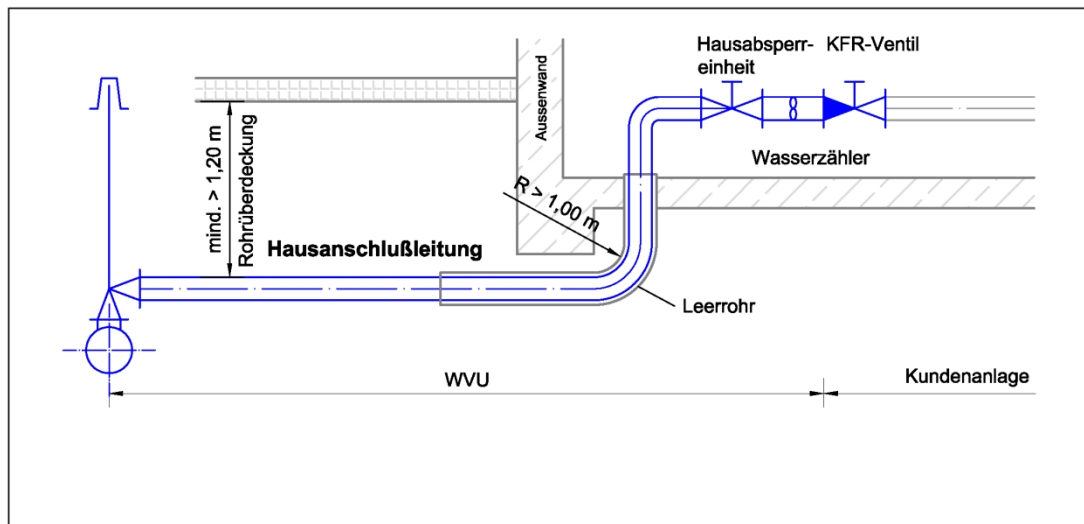 Hausabsperr-
einheit
KFR-Ventil
Aussenwand
mind. > 1,20 m
Rohrüberdeckung
Wasserzähler
R > 1,00 m
Hausanschlußleitung
Leerrohr
WVU
Kundenanlage